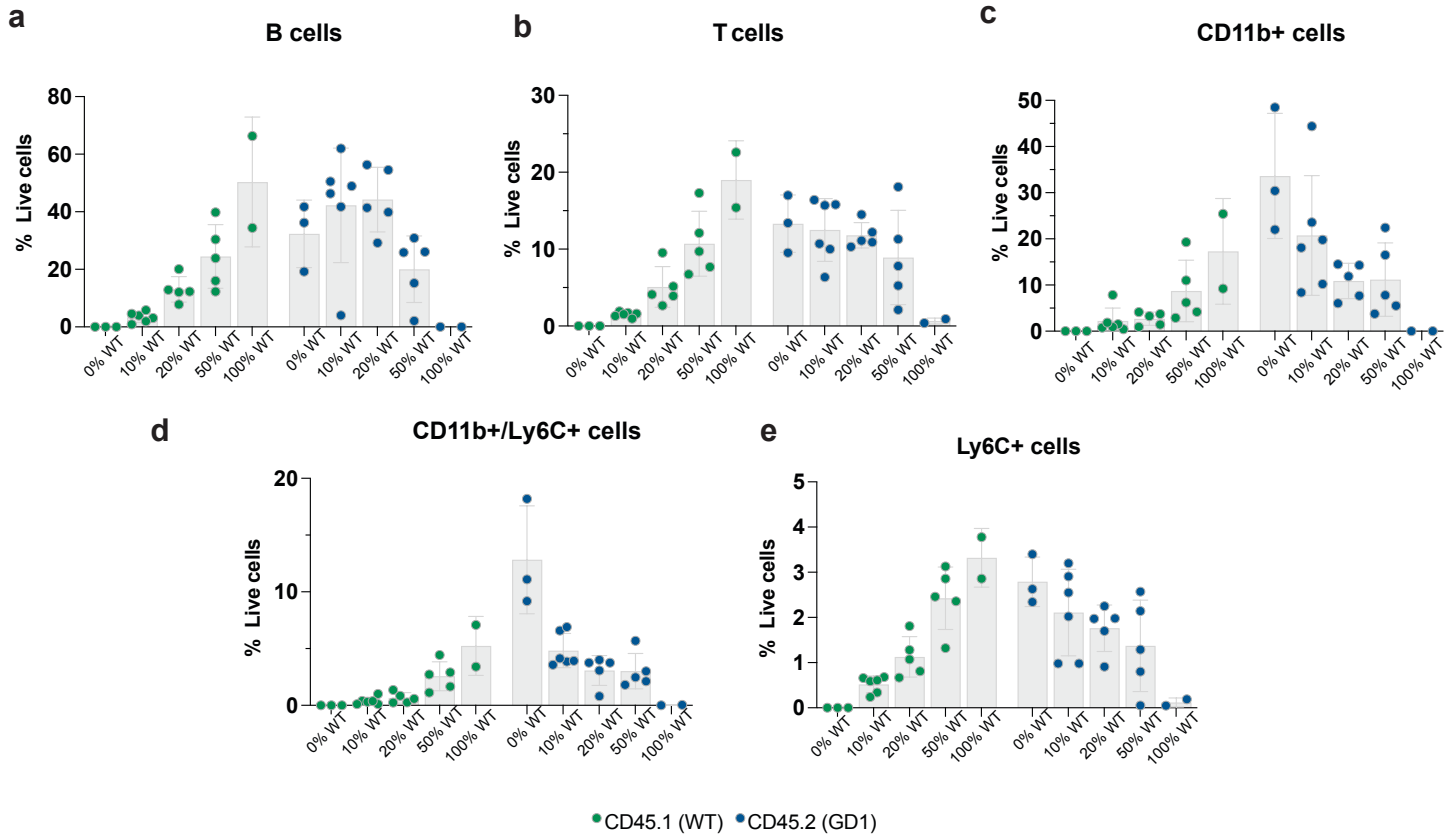 a
B cells
% Live cells
80
60
40
20
0
0% WT
10% WT
20% WT
50% WT
100% WT
0% WT
10% WT
20% WT
50% WT
100% WT
b
T cells
% Live cells
30
20
10
0
0% WT
10% WT
20% WT
50% WT
100% WT
0% WT
10% WT
20% WT
50% WT
100% WT
c
CD11b+ cells
% Live cells
50
40
30
20
10
0
0% WT
10% WT
20% WT
50% WT
100% WT
0% WT
10% WT
20% WT
50% WT
100% WT
d
CD11b+/Ly6C+ cells
% Live cells
20
10
0
0% WT
10% WT
20% WT
50% WT
100% WT
0% WT
10% WT
20% WT
50% WT
100% WT
e
Ly6C+ cells
% Live cells
5
4
3
2
1
0
0% WT
10% WT
20% WT
50% WT
100% WT
0% WT
10% WT
20% WT
50% WT
100% WT
CD45.1 (WT) CD45.2 (GD1)